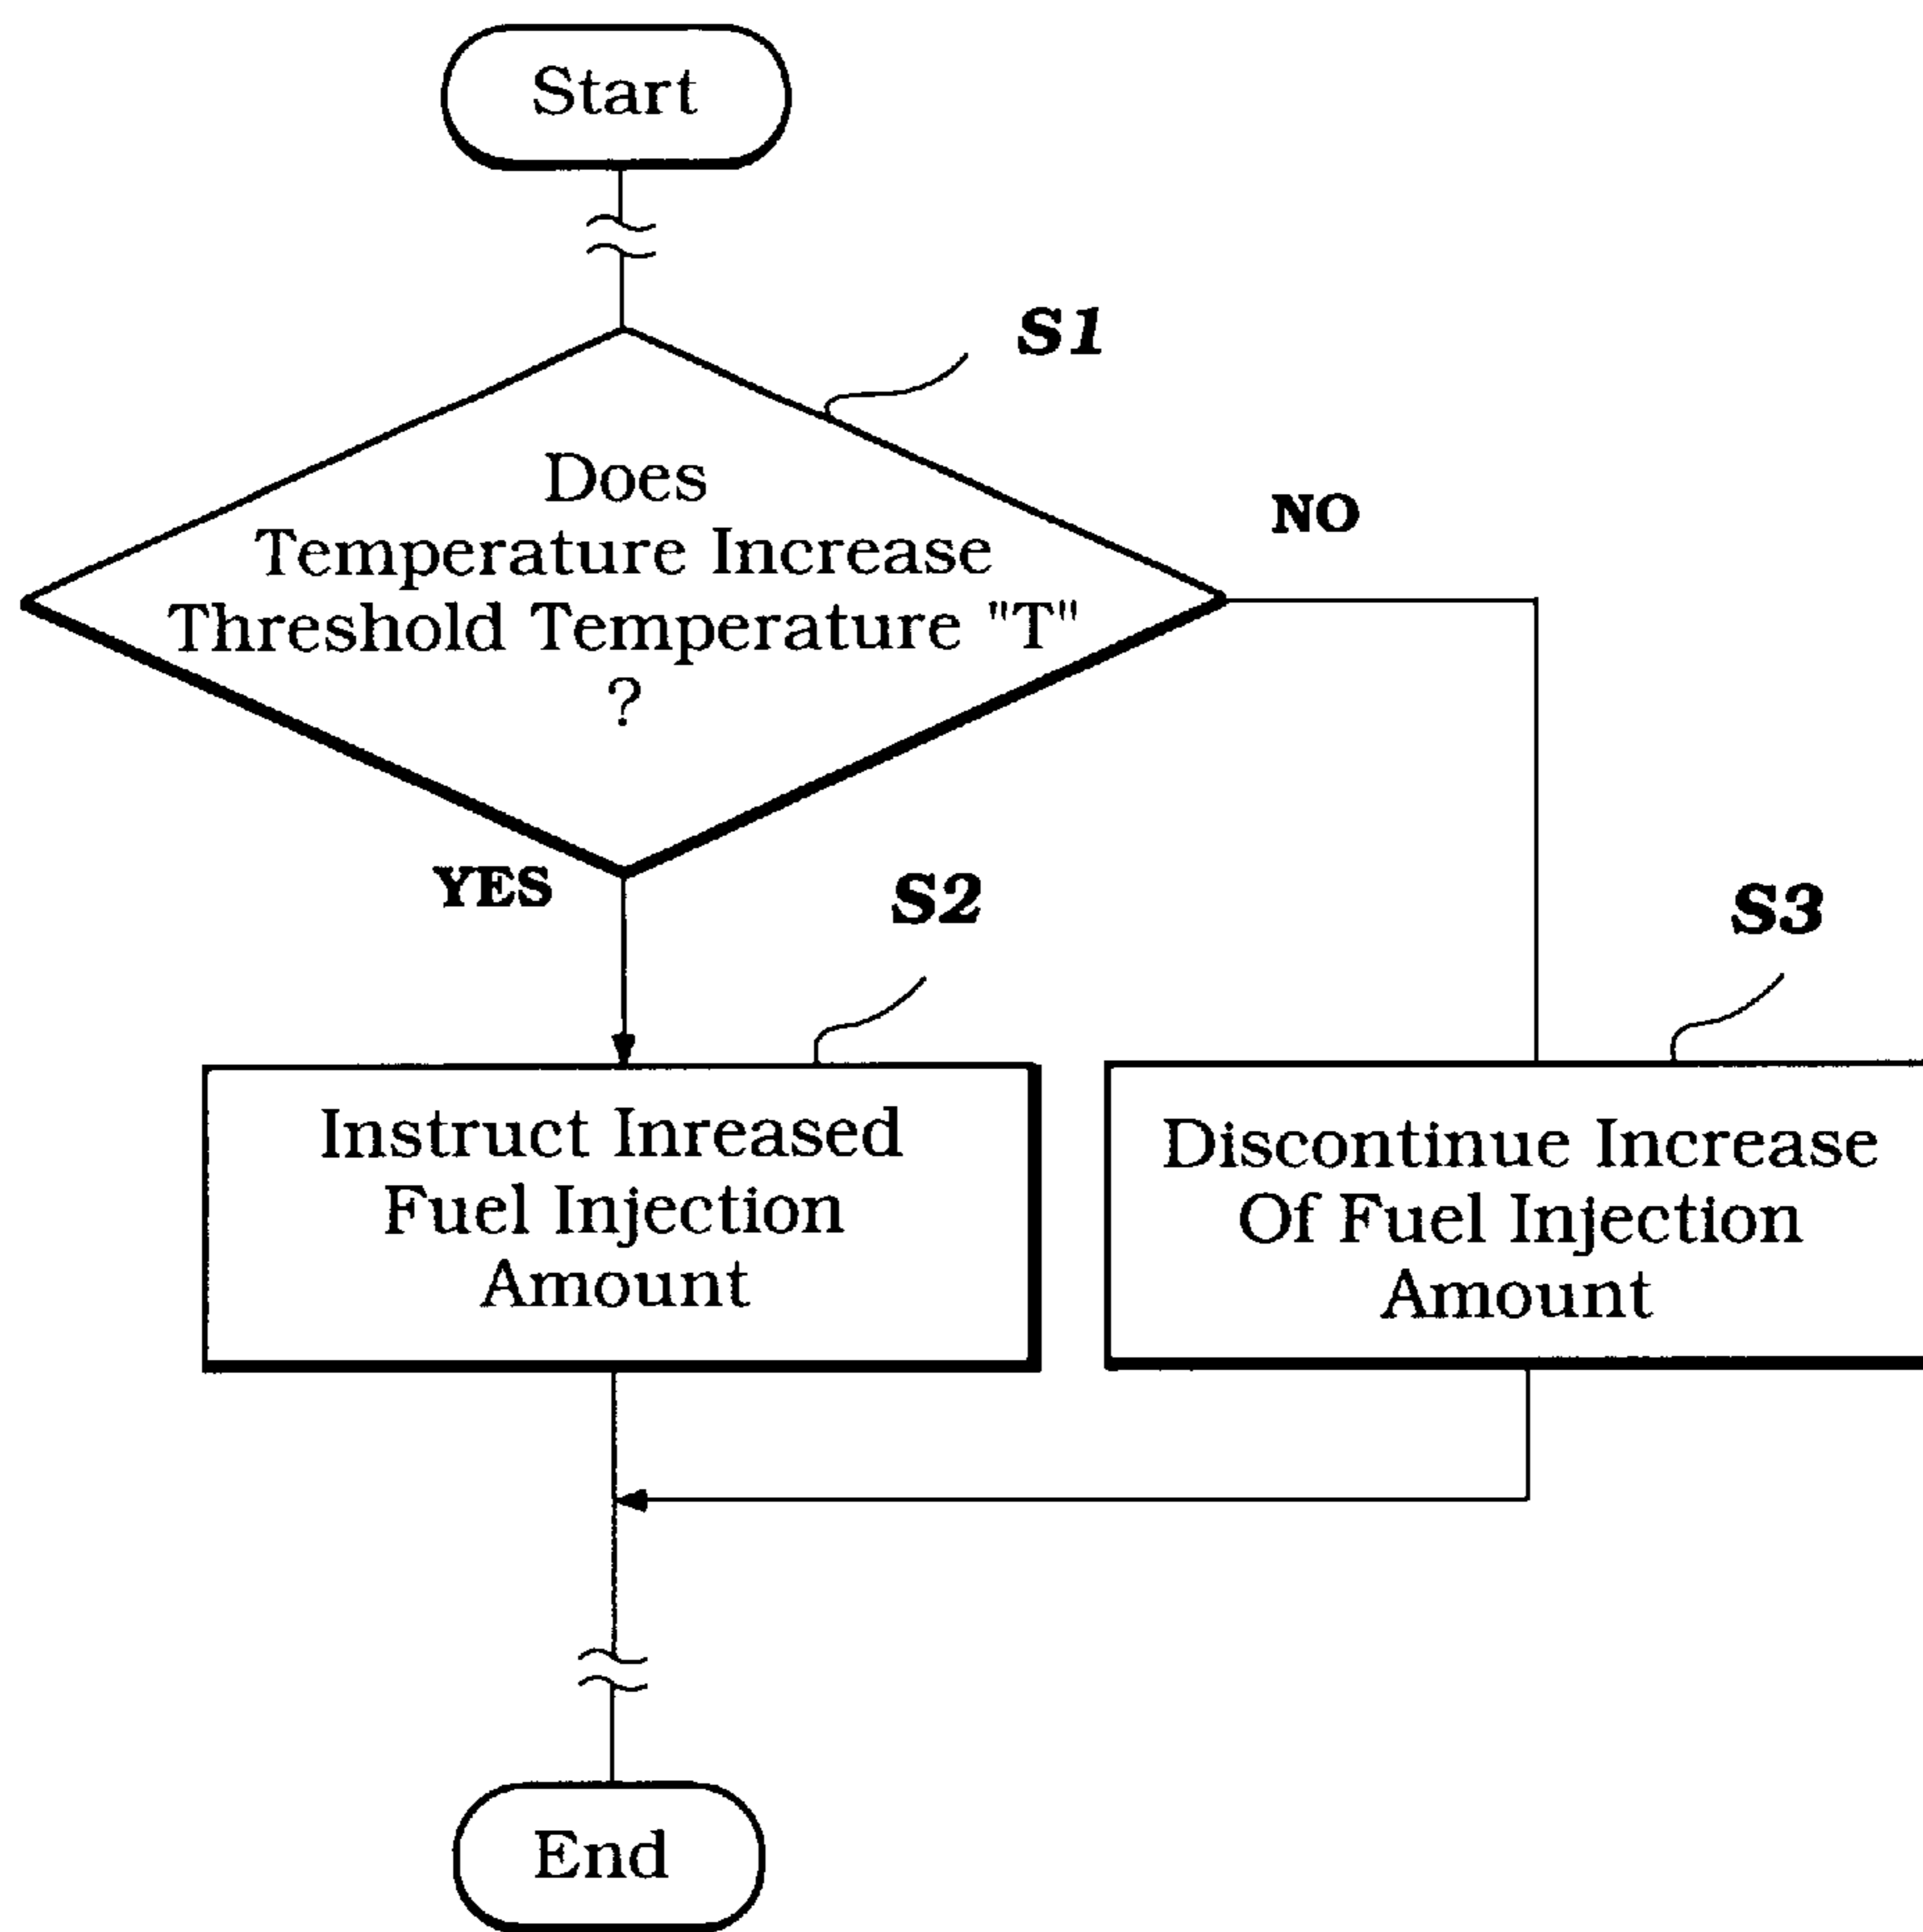 Start
S1
Does
Temperature Increase
Threshold Temperature "T"
?
NO
YES
S2
S3
Instruct Inreased
Fuel Injection
Amount
Discontinue Increase
Of Fuel Injection
Amount
End